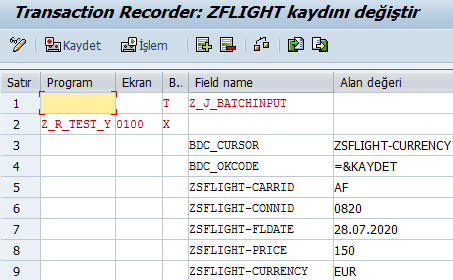 Transaction Recorder: ZFLIGHT kaydını değiştir
Kaydet İşlem
Satır Program Ekran B.. Field name Alan değeri
1 T Z_J_BATCHINPUT
2 Z_R_TEST_Y 0100 X
3 BDC_CURSOR ZSFLIGHT-CURRENCY
4 BDC_OKCODE =&KAYDET
5 ZSFLIGHT-CARRID AF
6 ZSFLIGHT-CONNID 0820
7 ZSFLIGHT-FLDATE 28.07.2020
8 ZSFLIGHT-PRICE 150
9 ZSFLIGHT-CURRENCY EUR